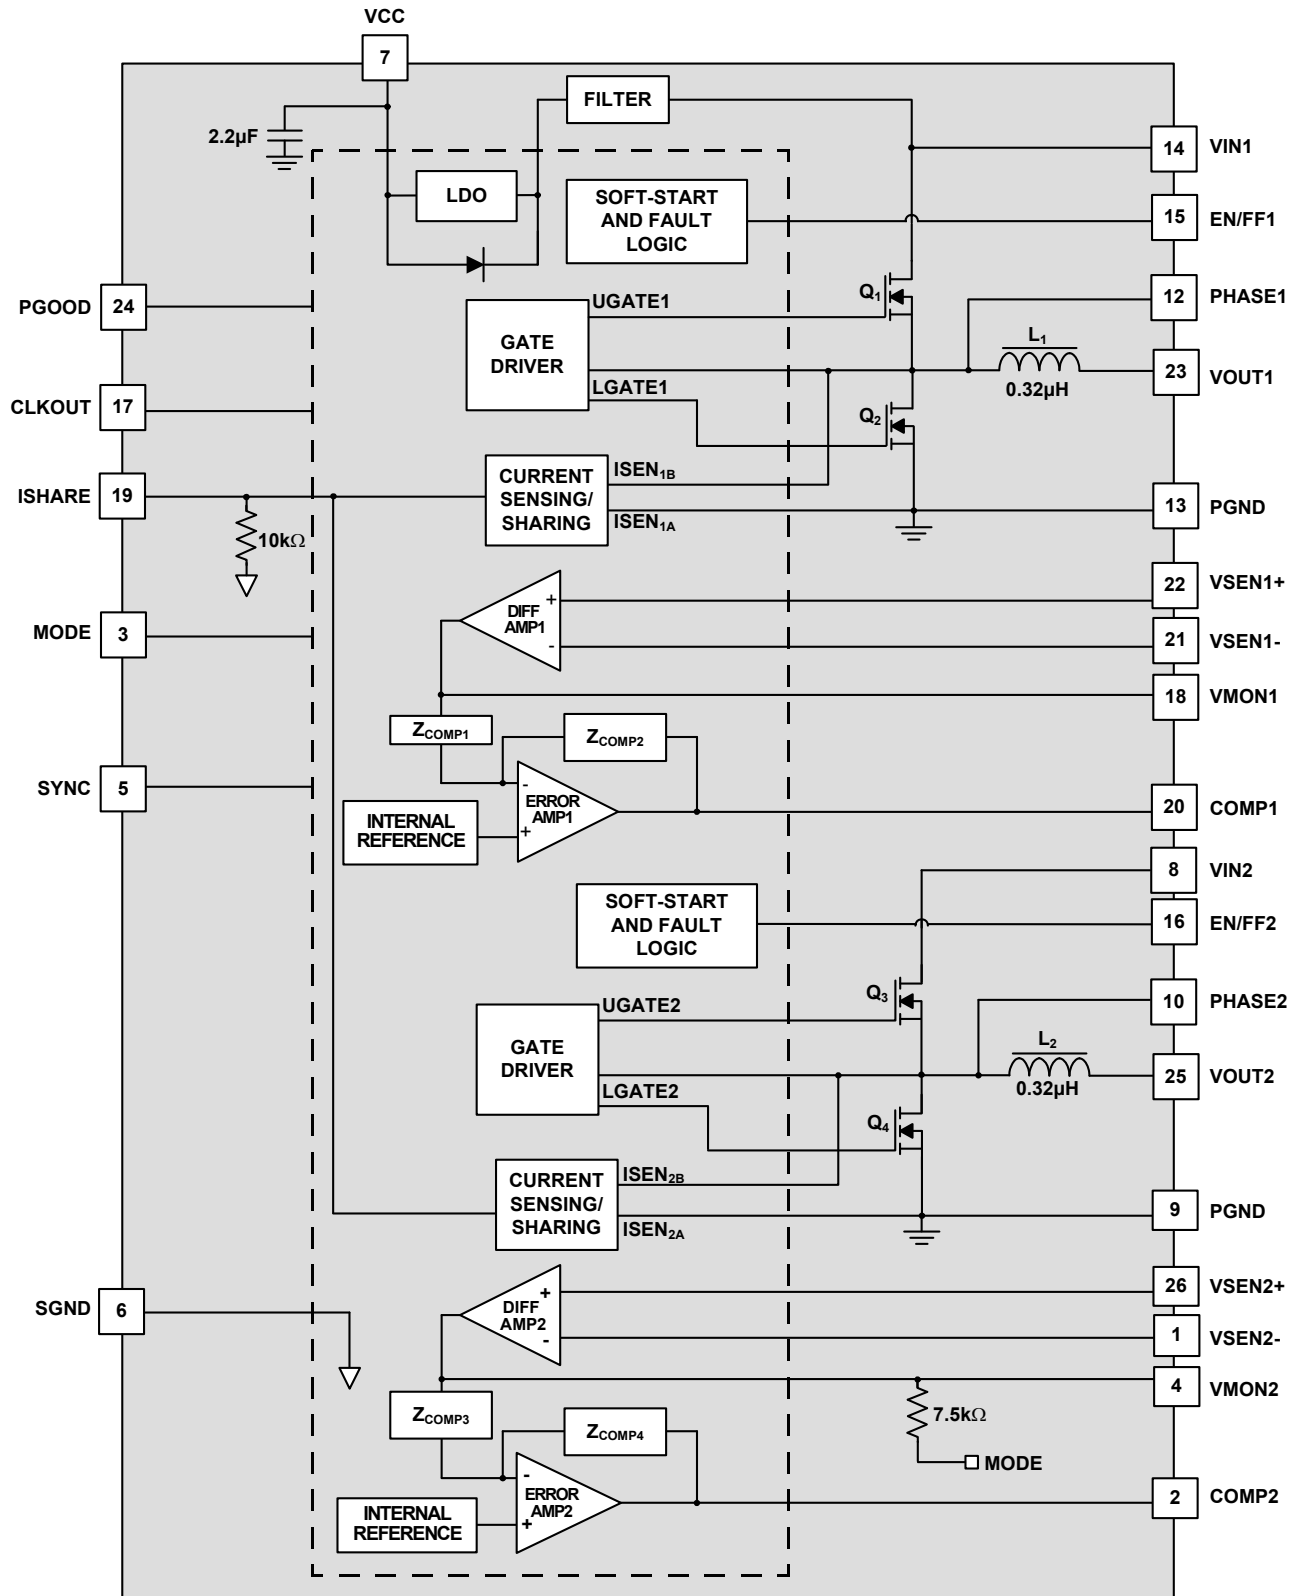 VCC
7
FILTER
2.2µF
14 VIN1
LDO
SOFT-START
AND FAULT
LOGIC
15 EN/FF1
PGOOD 24
UGATE1
Q1
12 PHASE1
GATE
DRIVER
L1
0.32µH
23 VOUT1
CLKOUT 17
LGATE1
Q2
ISHARE 19
CURRENT
SENSING/
SHARING
ISEN1B
ISEN1A
13 PGND
10kΩ
22 VSEN1+
MODE 3
DIFF
AMP1
+
-
21 VSEN1-
18 VMON1
ZCOMP1
ZCOMP2
SYNC 5
-
ERROR
AMP1
+
INTERNAL
REFERENCE
20 COMP1
8 VIN2
SOFT-START
AND FAULT
LOGIC
16 EN/FF2
UGATE2
Q3
10 PHASE2
GATE
DRIVER
L2
0.32µH
25 VOUT2
LGATE2
Q4
CURRENT
SENSING/
SHARING
ISEN2B
ISEN2A
9 PGND
SGND 6
DIFF
AMP2
+
-
26 VSEN2+
1 VSEN2-
4 VMON2
ZCOMP3
ZCOMP4
7.5kΩ
MODE
-
ERROR
AMP2
+
INTERNAL
REFERENCE
2 COMP2